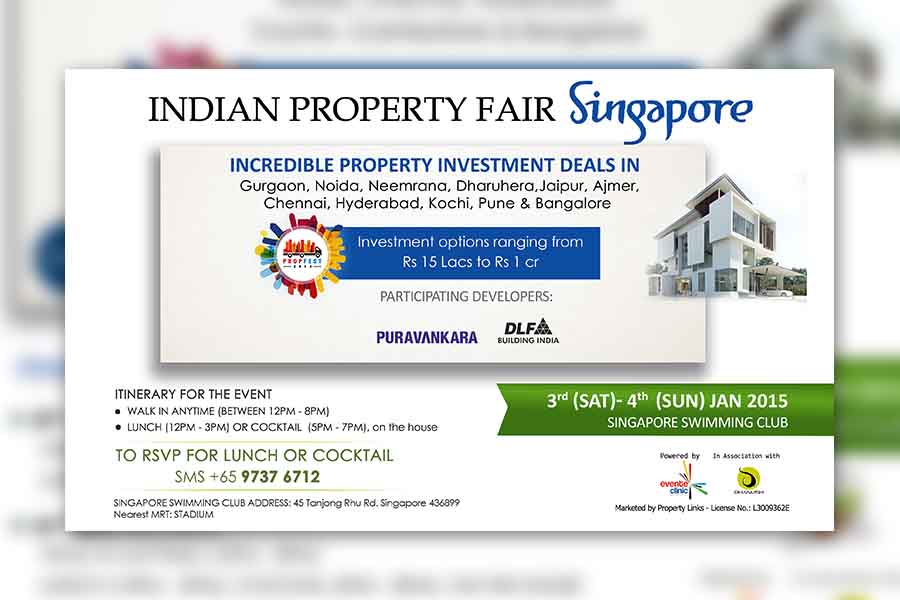 INDIAN PROPERTY FAIR Singapore
INCREDIBLE PROPERTY INVESTMENT DEALS IN
Gurgaon, Noida, Neemrana, Dharuhera,Jaipur, Ajmer,
Chennai, Hyderabad, Kochi, Pune & Bangalore
PROPFEST
Investment options ranging from
Rs 15 Lacs to Rs 1 cr
PARTICIPATING DEVELOPERS:
PURAVANKARA
DLF
BUILDING INDIA
ITINERARY FOR THE EVENT
● WALK IN ANYTIME (BETWEEN 12PM - 8PM)
● LUNCH (12PM - 3PM) OR COCKTAIL (5PM - 7PM), on the house
3rd (SAT)- 4th (SUN) JAN 2015
SINGAPORE SWIMMING CLUB
TO RSVP FOR LUNCH OR COCKTAIL
SMS +65 9737 6712
SINGAPORE SWIMMING CLUB ADDRESS: 45 Tanjong Rhu Rd. Singapore 436899
Nearest MRT: STADIUM
Powered by In Association with
evente
clinic
Marketed by Property Links - License No.: L3009362E